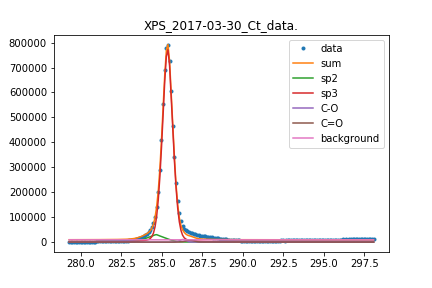 XPS_2017-03-30_Ct_data.
800000
700000
600000
500000
400000
300000
200000
100000
0
280.0 282.5 285.0 287.5 290.0 292.5 295.0 297.5
data
sum
sp2
sp3
C-O
C=O
background